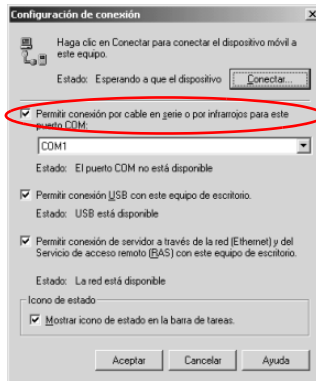 Configuración de conexión
Haga clic en Conectar para conectar el dispositivo móvil a
este equipo.
Estado: Esperando a que el dispositivo
Conectar...
Permitir conexión por cable en serie o por infrarrojos para este
puerto COM:
COM1
Estado: El puerto COM no está disponible
Permitir conexión USB con este equipo de escritorio.
Estado: USB está disponible
Permitir conexión de servidor a través de la red (Ethernet) y del
Servicio de acceso remoto (RAS) con este equipo de escritorio.
Estado: La red está disponible
Icono de estado
Mostrar icono de estado en la barra de tareas.
Aceptar Cancelar Ayuda